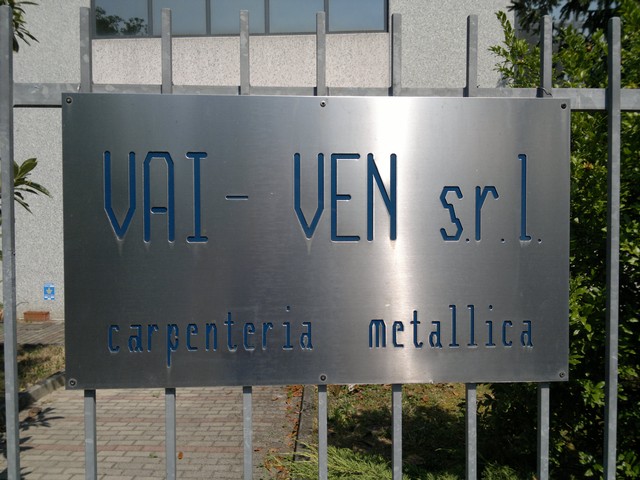 VAI - VEN s.r.l.
carpenteria metallica